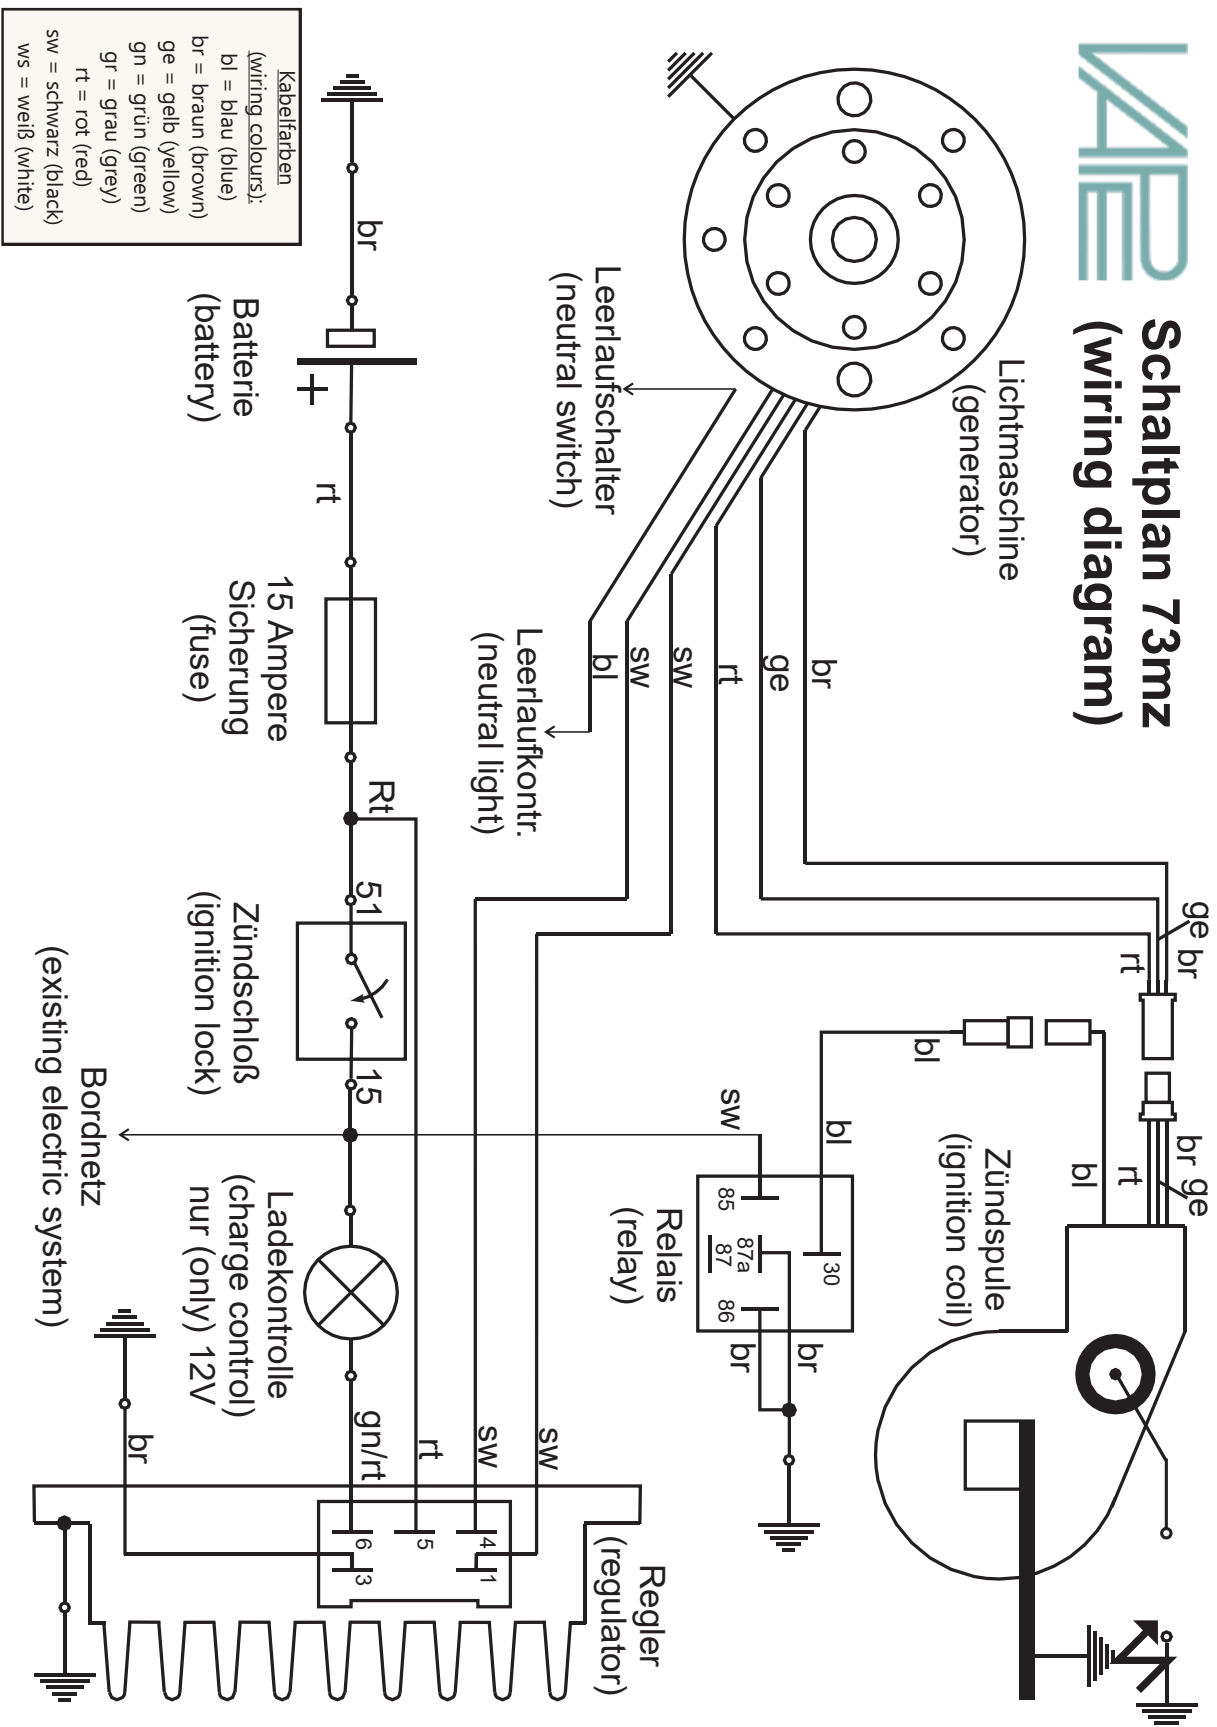 VAPE
Schaltplan 73mz
(wiring diagram)
Lichtmaschine
(generator)
Leerlaufschalter
(neutral switch)
br
ge
rt
sw
sw
bl
Leerlaufkontr.
(neutral light)
ge
br
rt
bl
br
ge
rt
bl
Zündspule
(ignition coil)
bl
sw
30
85
87a
87
86
Relais
(relay)
br
br
br
Batterie
(battery)
+
rt
15 Ampere
Sicherung
(fuse)
Rt
51
Zündschloß
(ignition lock)
15
Bordnetz
(existing electric system)
Ladekontrolle
(charge control)
nur (only) 12V
sw
sw
rt
gn/rt
br
4
1
5
6
3
Regler
(regulator)
Kabelfarben
(wiring colours):
bl = blau (blue)
br = braun (brown)
ge = gelb (yellow)
gn = grün (green)
gr = grau (grey)
rt = rot (red)
sw = schwarz (black)
ws = weiß (white)